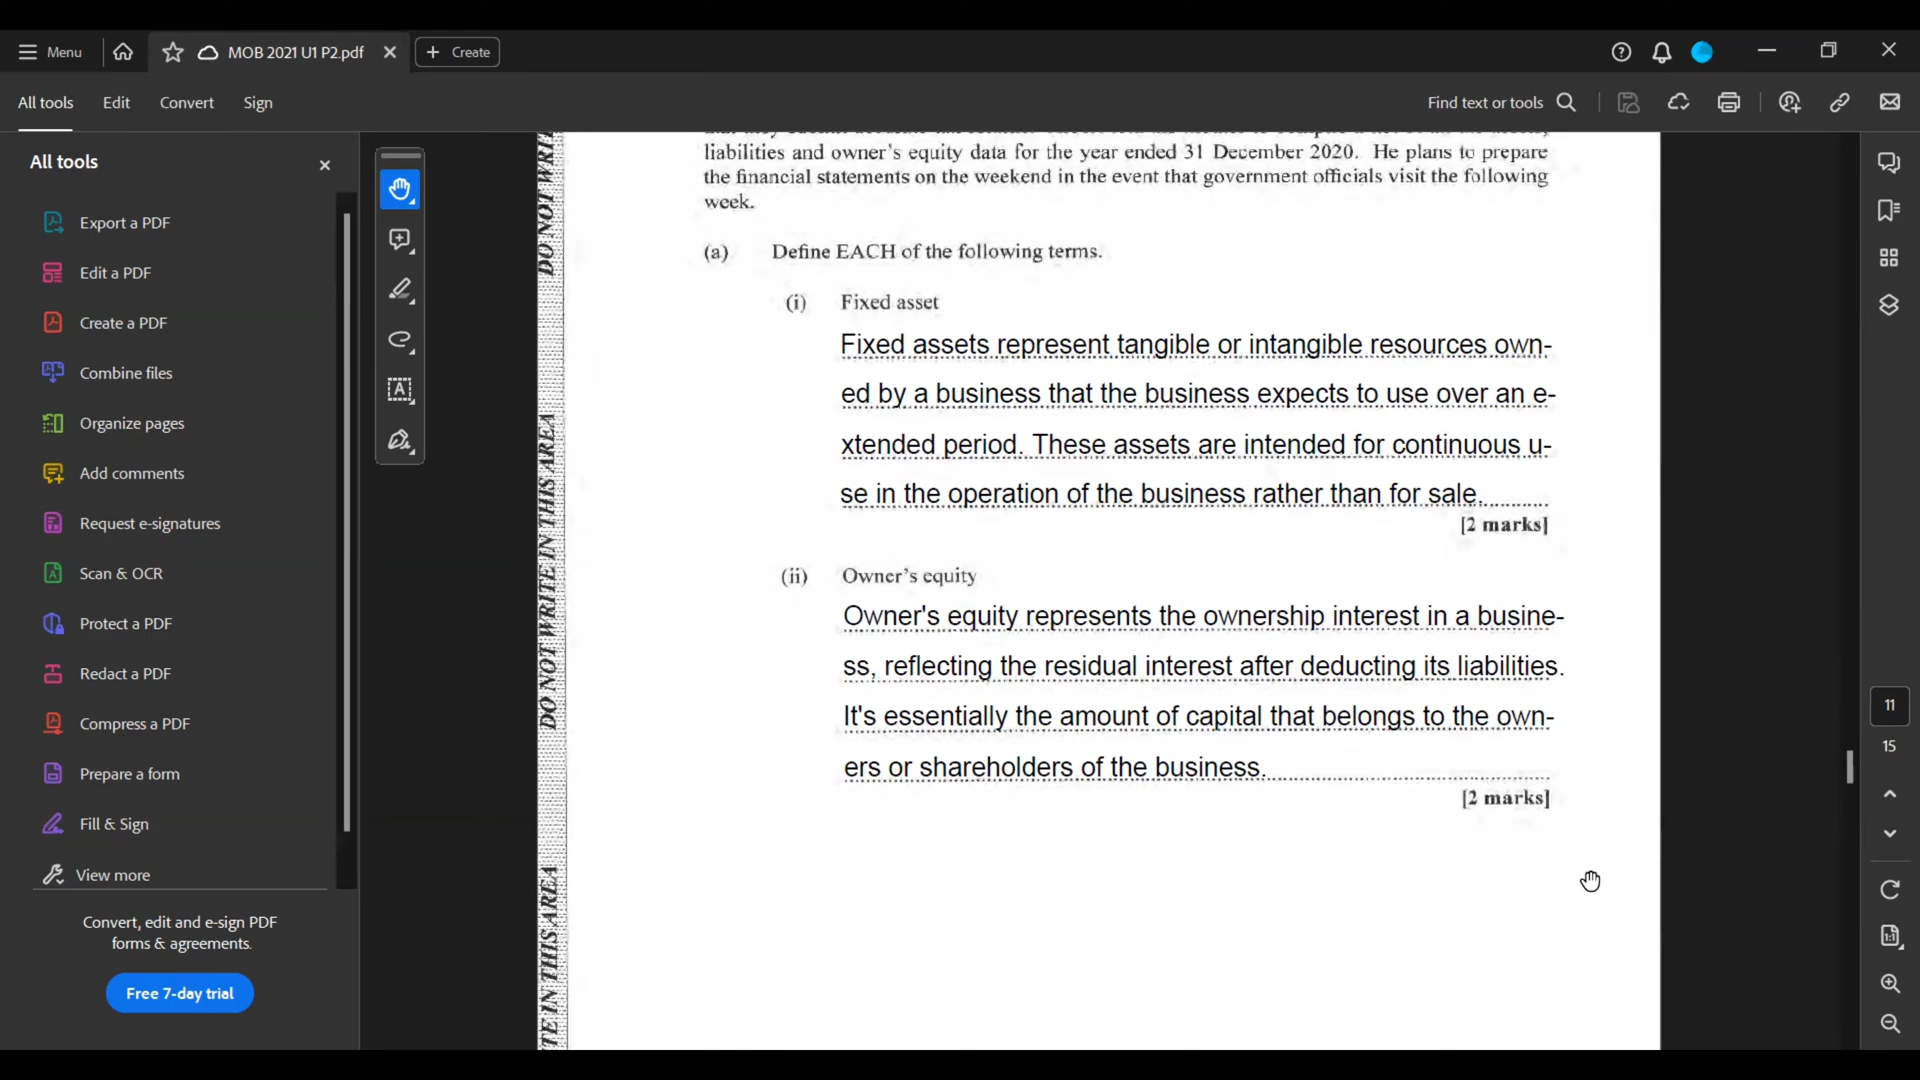 Menu
MOB 2021 U1 P2.pdf
Create
All tools
Edit
Convert
Sign
Find text or tools
All tools
Export a PDF
Edit a PDF
Create a PDF
Combine files
Organize pages
Add comments
Request e-signatures
Scan & OCR
Protect a PDF
Redact a PDF
Compress a PDF
Prepare a form
Fill & Sign
View more
Convert, edit and e-sign PDF
forms & agreements.
Free 7-day trial
DO NOT WRITE IN THIS AREA
liabilities and owner's equity data for the year ended 31 December 2020. He plans to prepare
the financial statements on the weekend in the event that government officials visit the following
week.
(a) Define EACH of the following terms.
(i) Fixed asset
Fixed assets represent tangible or intangible resources own-
ed by a business that the business expects to use over an e-
xtended period. These assets are intended for continuous u-
se in the operation of the business rather than for sale.
[2 marks]
(ii) Owner's equity
Owner's equity represents the ownership interest in a busine-
ss, reflecting the residual interest after deducting its liabilities.
It's essentially the amount of capital that belongs to the own-
ers or shareholders of the business.
[2 marks]
11
15